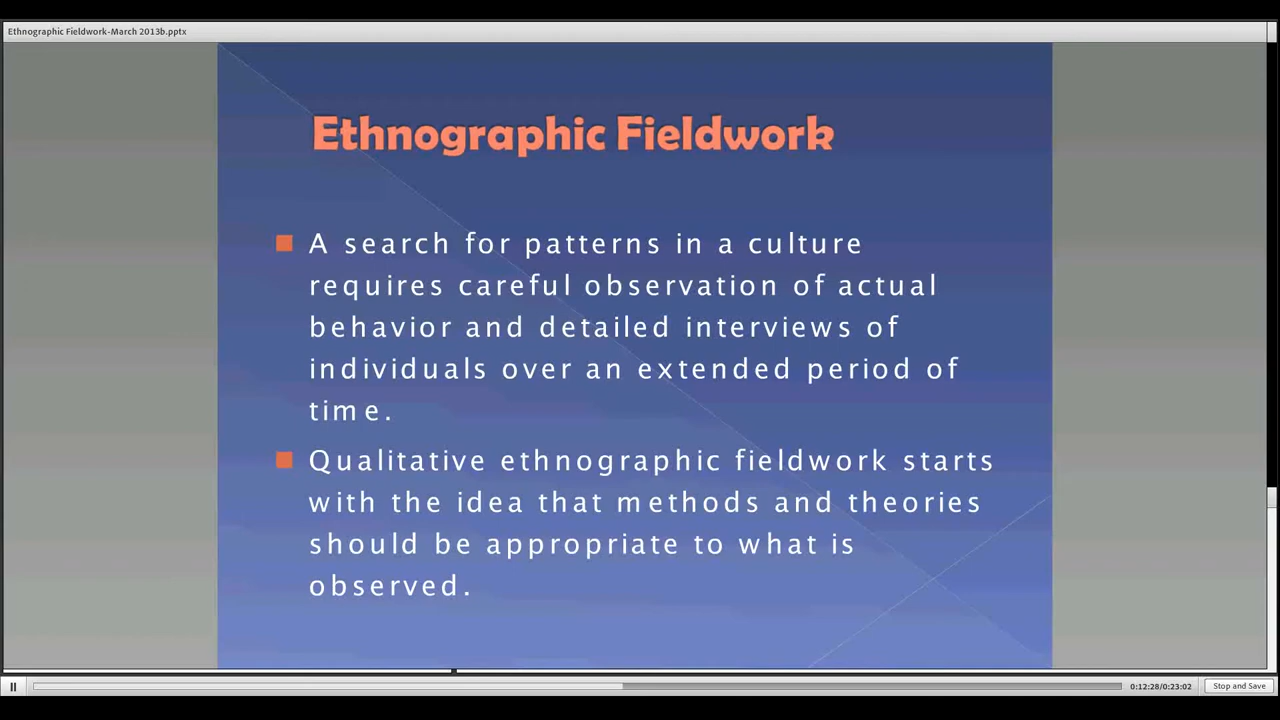 Ethnographic Fieldwork-March 2013b.pptx
Ethnographic Fieldwork
A search for patterns in a culture
requires careful observation of actual
behavior and detailed interviews of
individuals over an extended period of
time.
Qualitative ethnographic fieldwork starts
with the idea that methods and theories
should be appropriate to what is
observed.
0:12:28/0:23:02
Stop and Save